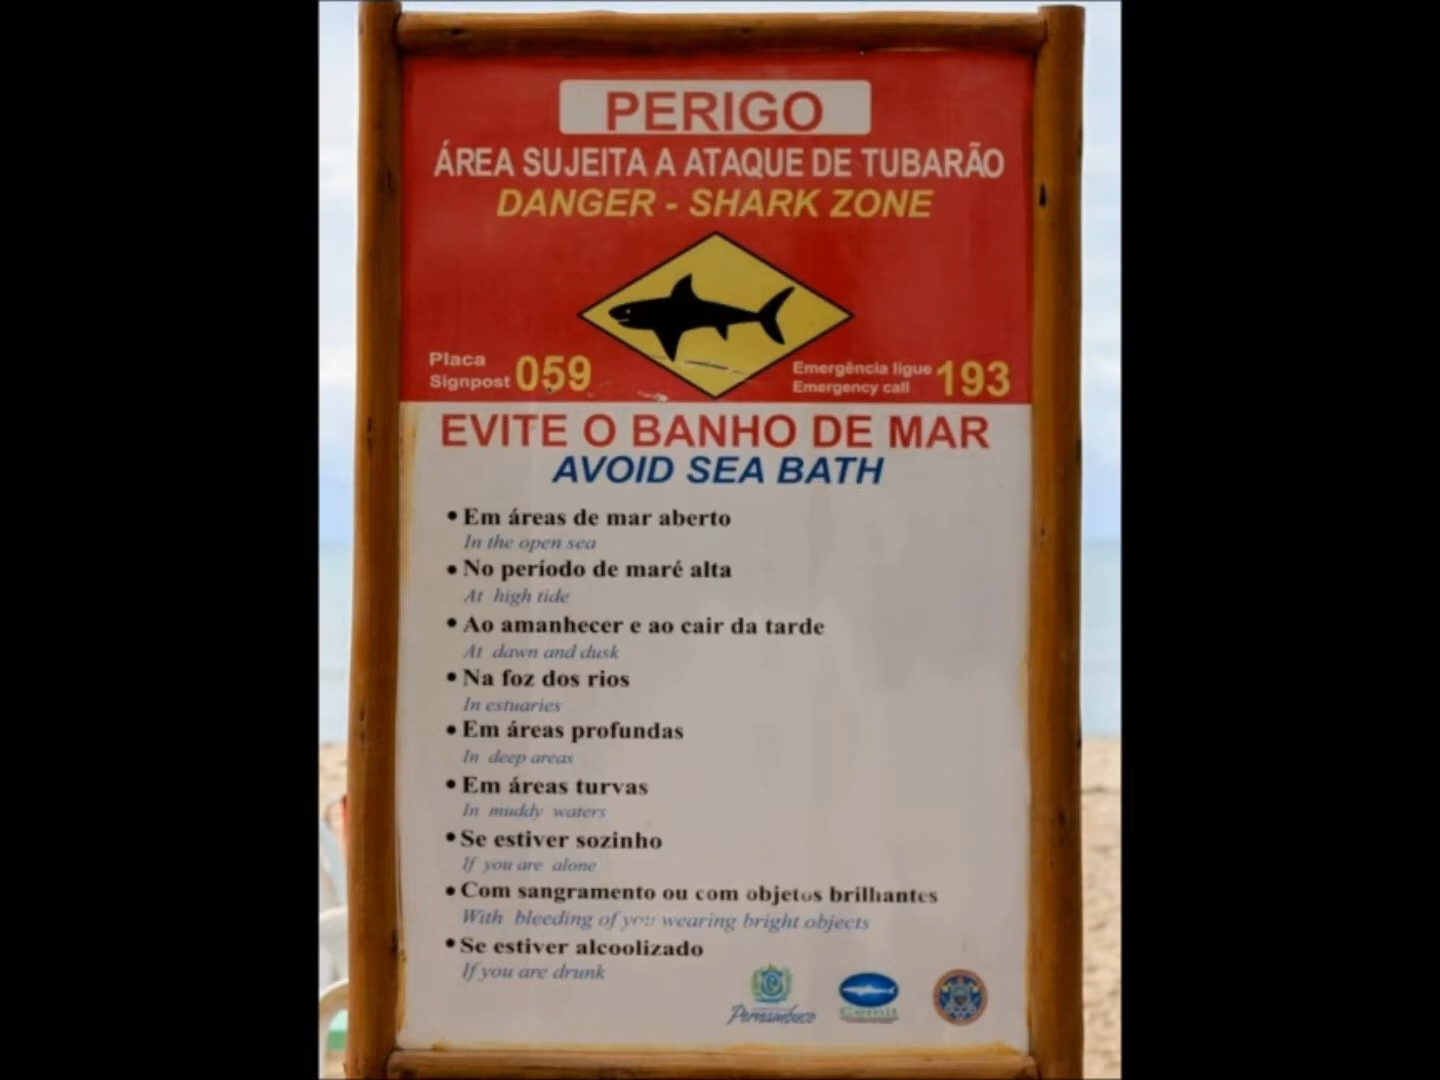 PERIGO
ÁREA SUJEITA A ATAQUE DE TUBARÃO
DANGER - SHARK ZONE
Placa
Signpost 059
Emergência ligue
Emergency call 193
EVITE O BANHO DE MAR
AVOID SEA BATH
• Em áreas de mar aberto
In the open sea
• No período de maré alta
At high tide
• Ao amanhecer e ao cair da tarde
At dawn and dusk
• Na foz dos rios
In estuaries
• Em áreas profundas
In deep areas
• Em áreas turvas
In muddy waters
• Se estiver sozinho
If you are alone
• Com sangramento ou com objetos brilhantes
With bleeding of you wearing bright objects
• Se estiver alcoolizado
If you are drunk
Pernambuco
Cemit